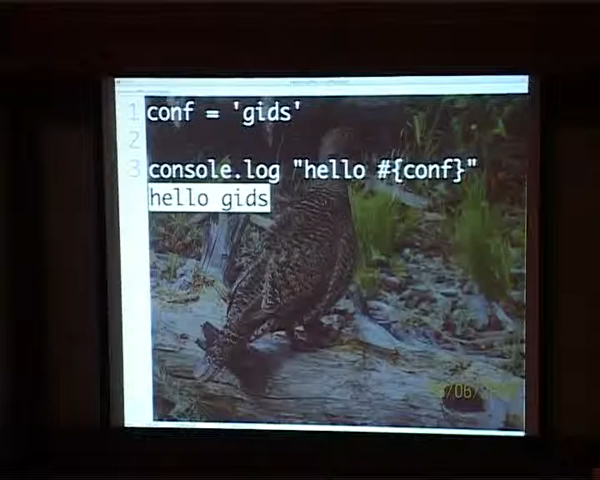 1 conf = 'gids'
2
3 console.log "hello #{conf}"
hello gids